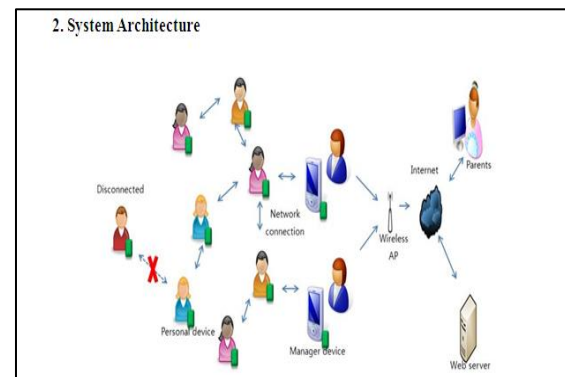 2. System Architecture
Parents
Internet
Disconnected
Network
connection
Wireless
AP
Personal device
Manager device
Web server